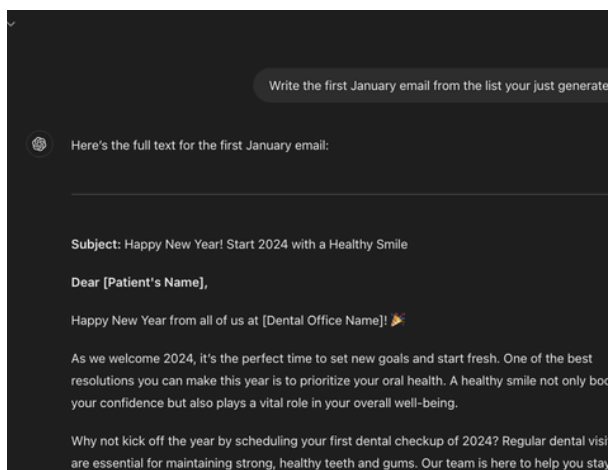 Write the first January email from the list your just generate
Here's the full text for the first January email:
Subject: Happy New Year! Start 2024 with a Healthy Smile
Dear [Patient's Name],
Happy New Year from all of us at [Dental Office Name]! 🎉
As we welcome 2024, it's the perfect time to set new goals and start fresh. One of the best
resolutions you can make this year is to prioritize your oral health. A healthy smile not only boo
your confidence but also plays a vital role in your overall well-being.
Why not kick off the year by scheduling your first dental checkup of 2024? Regular dental visi
are essential for maintaining strong, healthy teeth and gums. Our team is here to help you stay